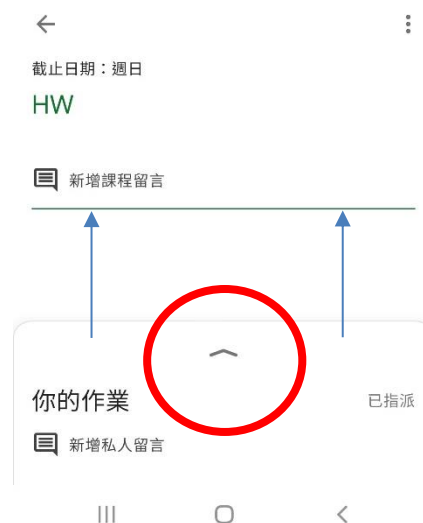 截止日期：週日
HW
新增課程留言
你的作業
已指派
新增私人留言